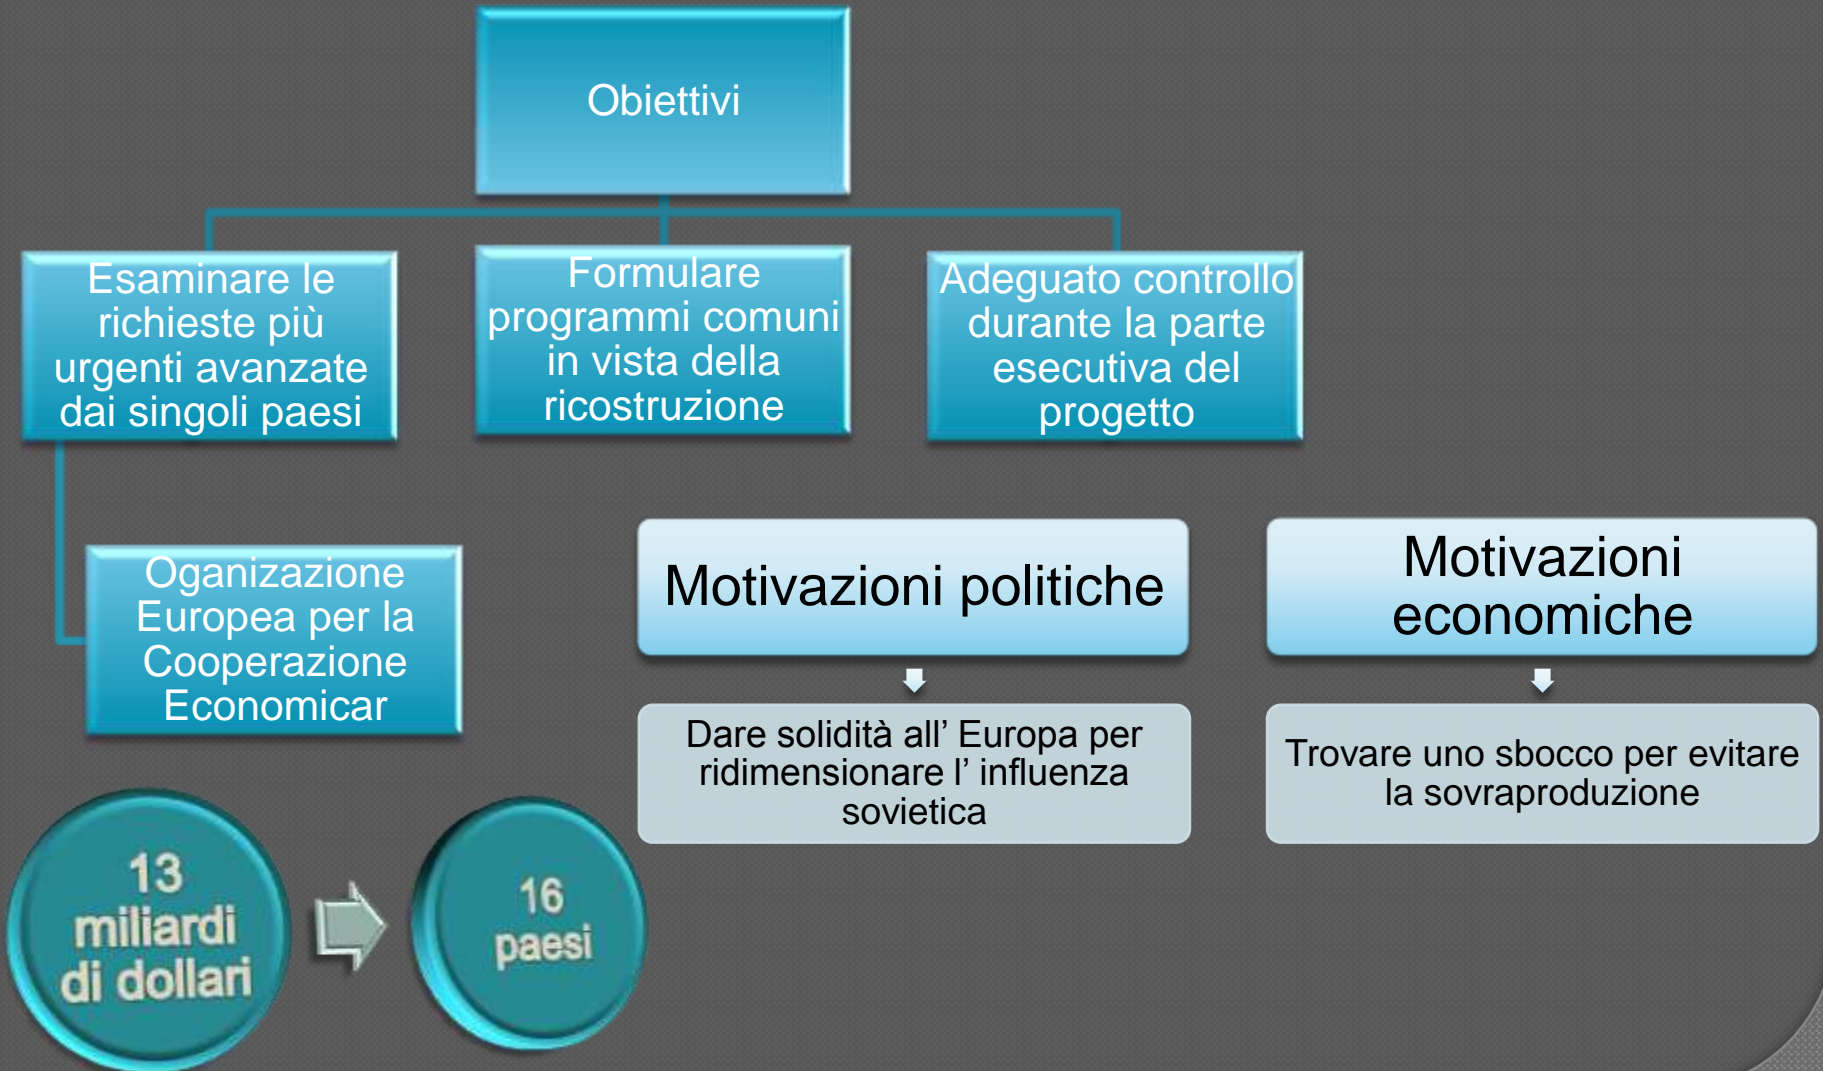 Obiettivi
Esaminare le
richieste più
urgenti avanzate
dai singoli paesi
Formulare
programmi comuni
in vista della
ricostruzione
Adeguato controllo
durante la parte
esecutiva del
progetto
Oganizazione
Europea per la
Cooperazione
Economicar
Motivazioni politiche
Dare solidità all’ Europa per
ridimensionare l’ influenza
sovietica
Motivazioni
economiche
Trovare uno sbocco per evitare
la sovraproduzione
13
miliardi
di dollari
16
paesi